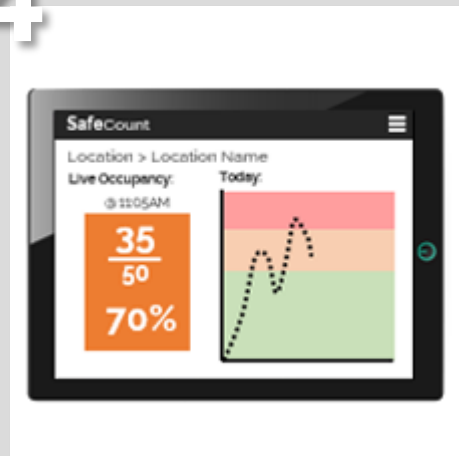 SafeCount
Location > Location Name
Live Occupancy:
@ 11:05AM
35
50
70%
Today: